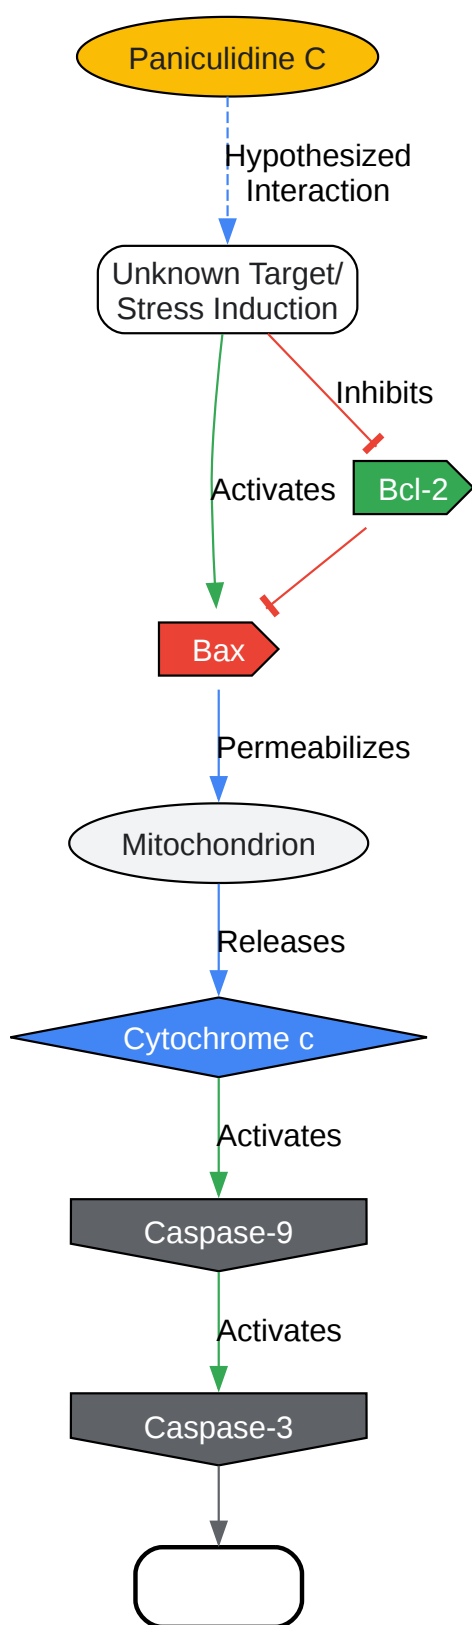 Paniculidine C
Hypothesized
Interaction
Unknown Target/
Stress Induction
Inhibits
Activates
Bcl-2
Bax
Permeabilizes
Mitochondrion
Releases
Cytochrome c
Activates
Caspase-9
Activates
Caspase-3